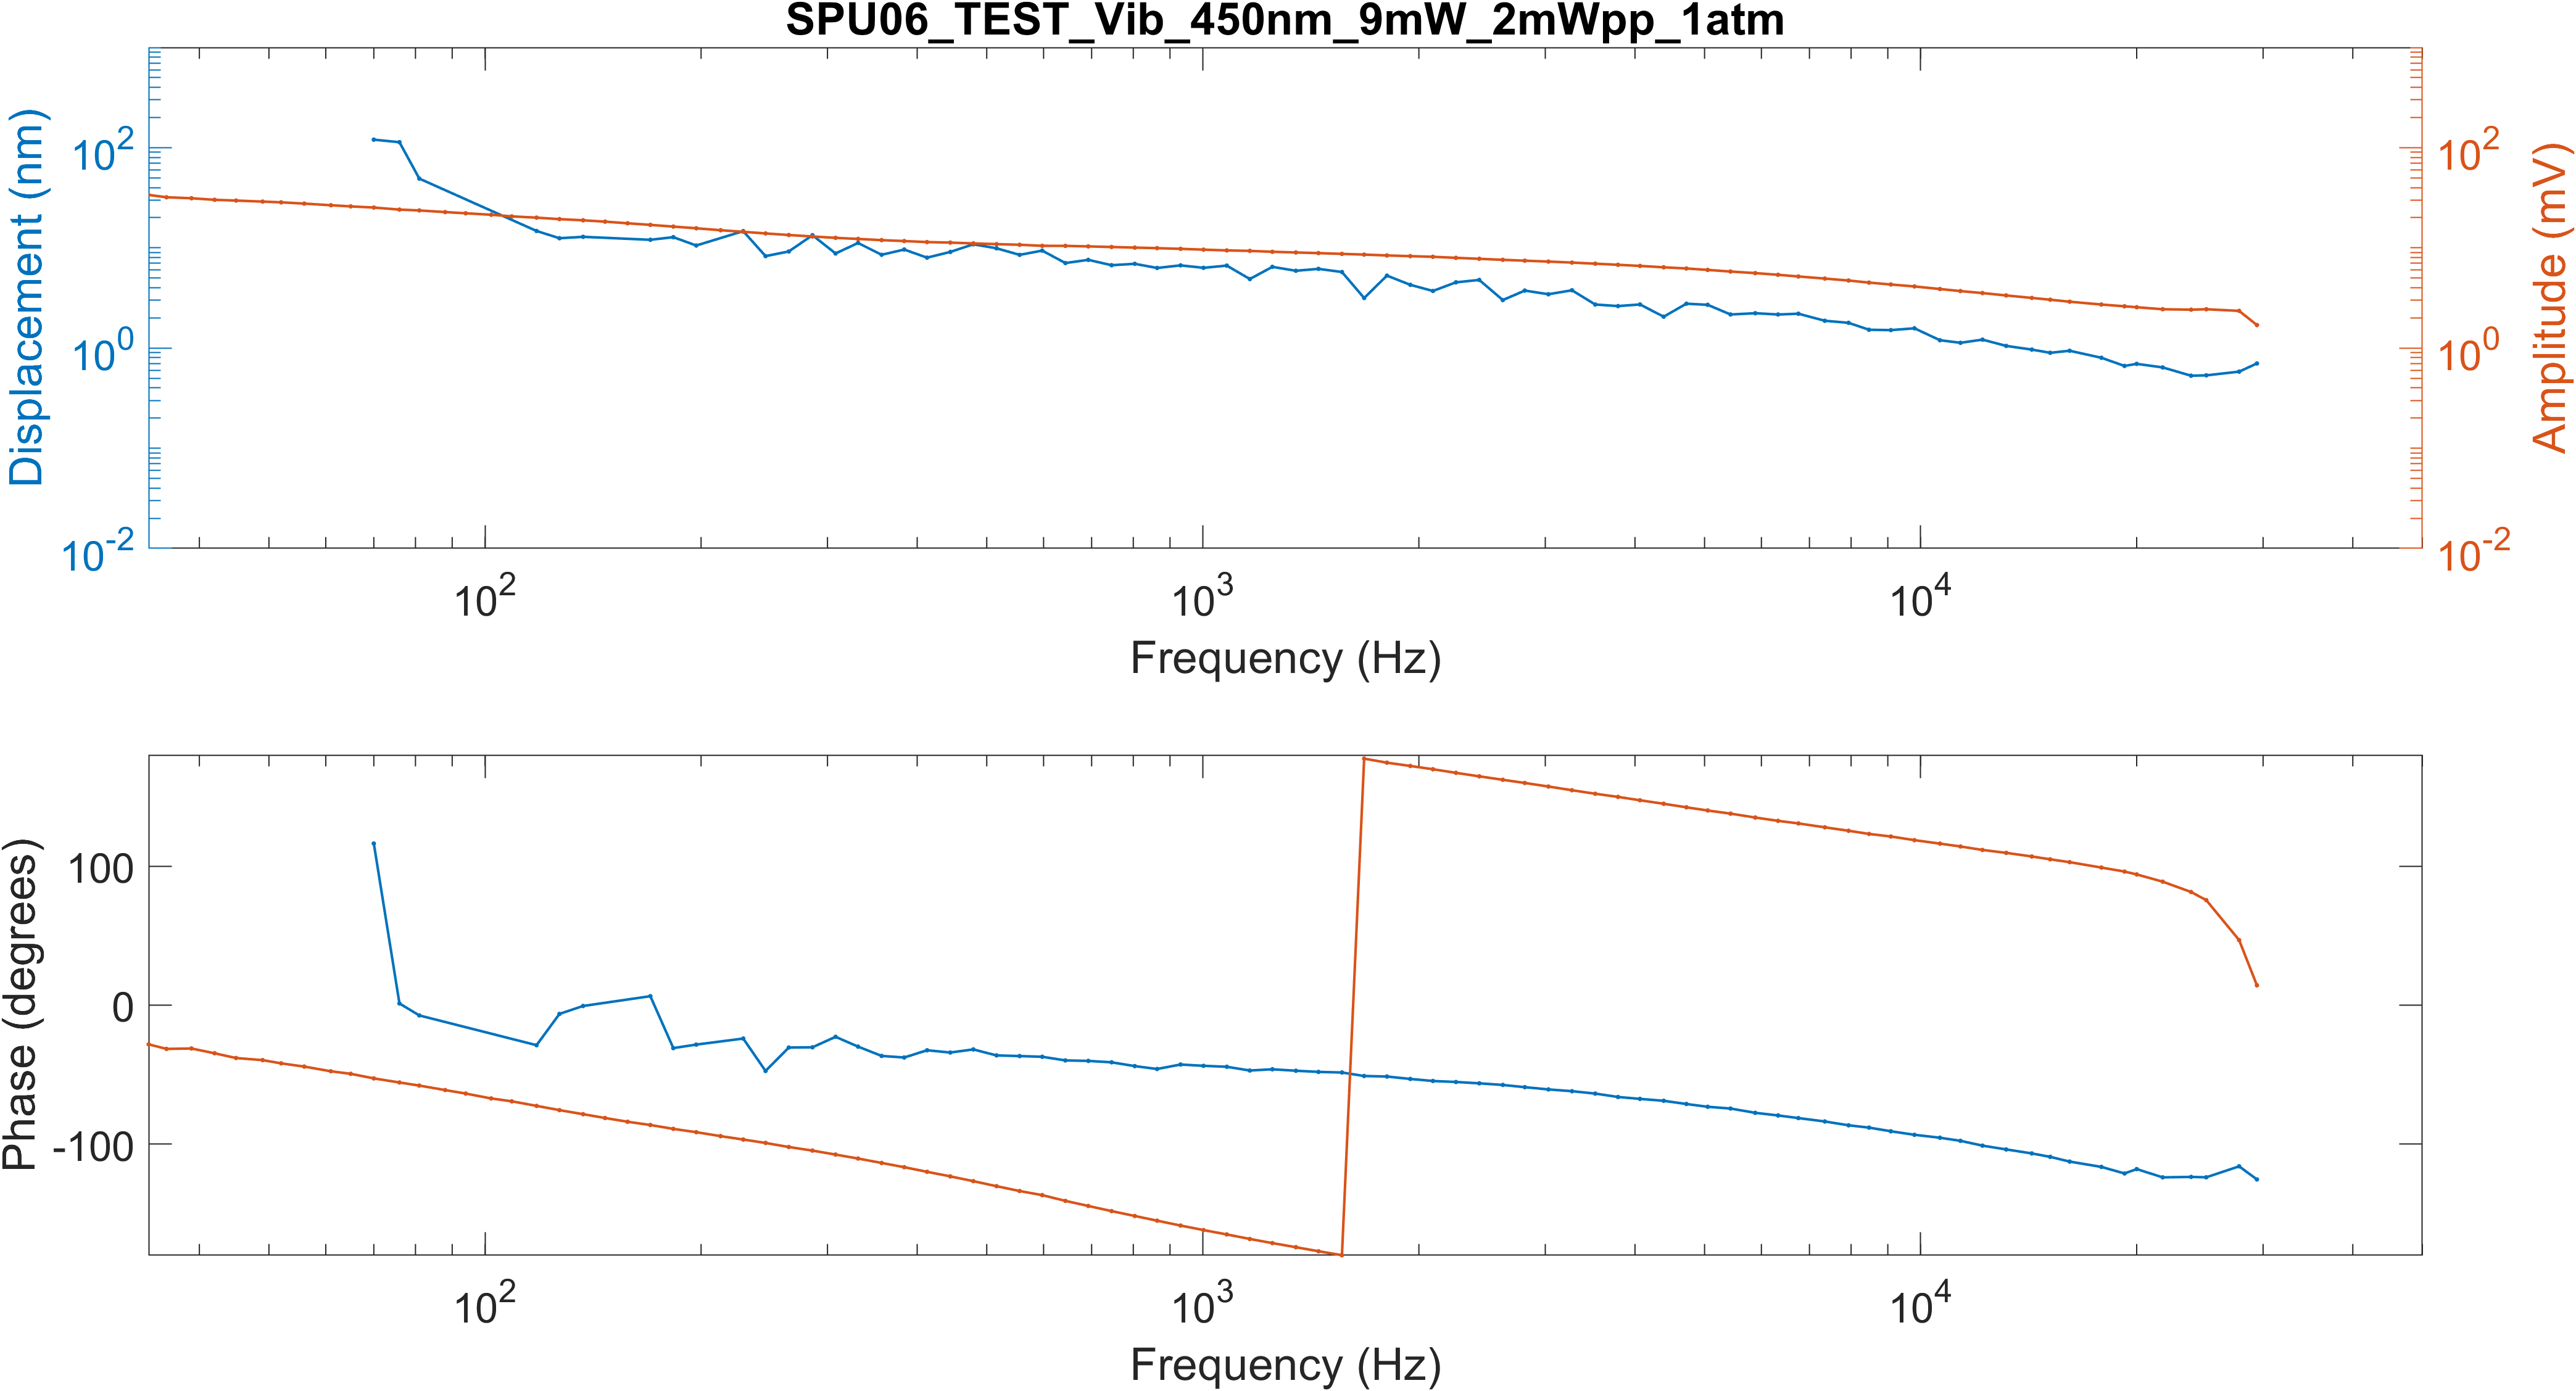 SPU06_TEST_Vib_450nm_9mW_2mWpp_1atm
Displacement (nm)
10^2
10^0
10^-2
Amplitude (mV)
10^2
10^0
10^-2
10^2 10^3 10^4
Frequency (Hz)
Phase (degrees)
100
0
-100
10^2 10^3 10^4
Frequency (Hz)